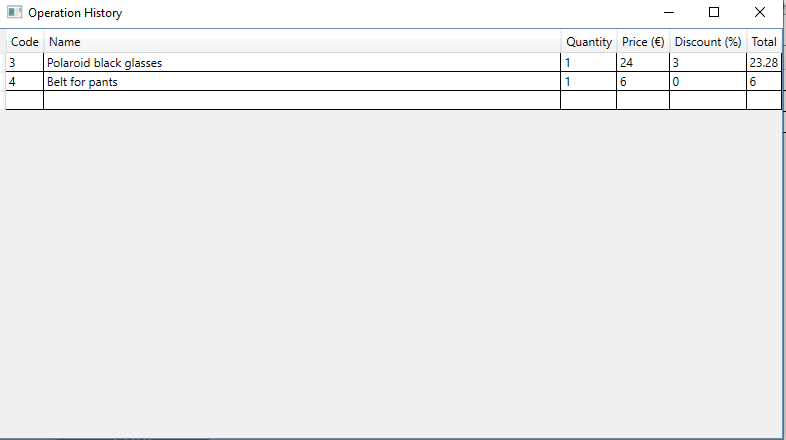 Operation History
Code Name Quantity Price (€) Discount (%) Total
3 Polaroid black glasses 1 24 3 23.28
4 Belt for pants 1 6 0 6